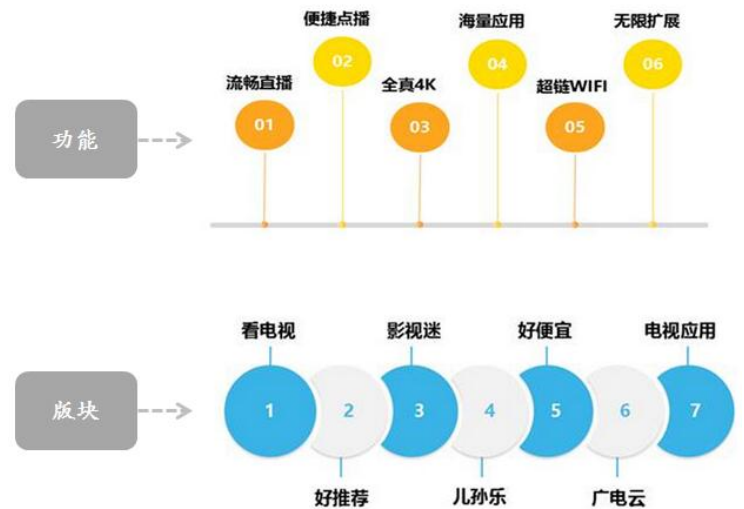 功能
流畅直播
01
便捷点播
02
全真4K
03
海量应用
04
超链WIFI
05
无限扩展
06
版块
看电视
1
2
好推荐
影视迷
3
4
儿孙乐
好便宜
5
6
广电云
电视应用
7